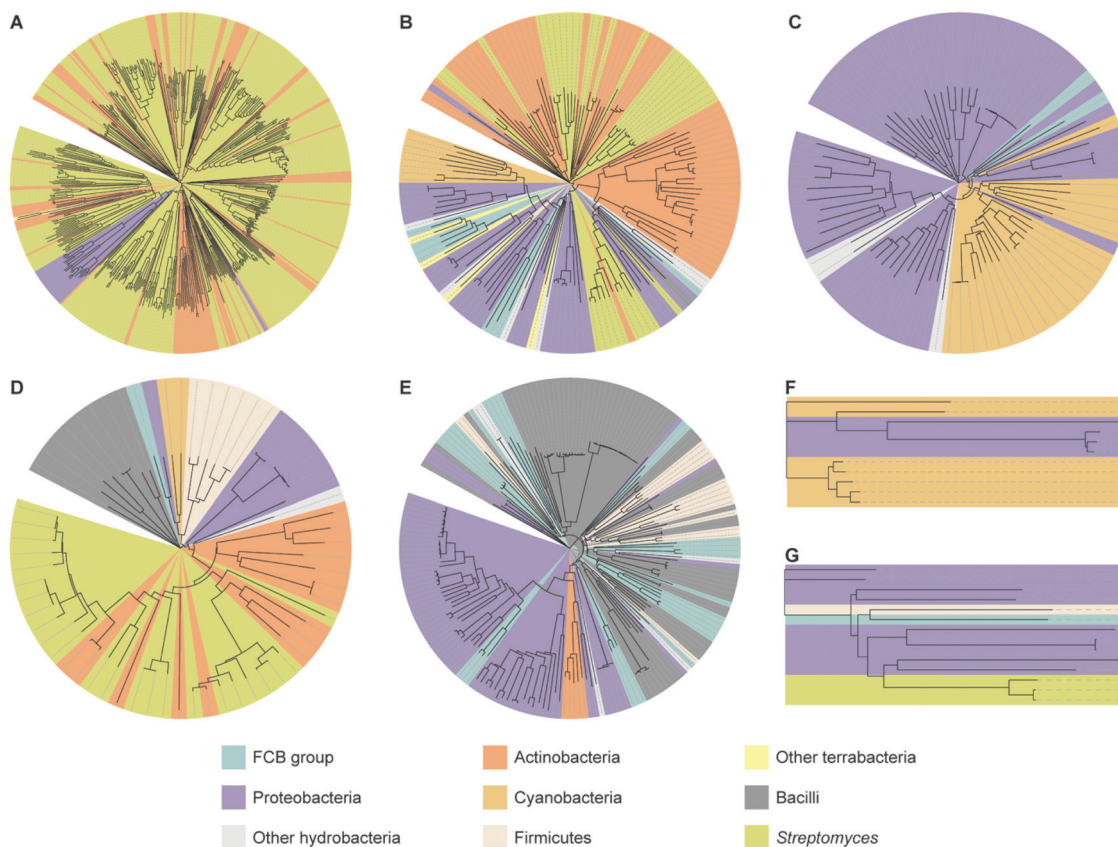 A
B
C
D
E
F
G
FCB group
Actinobacteria
Other terrabacteria
Proteobacteria
Cyanobacteria
Bacilli
Other hydrobacteria
Firmicutes
Streptomyces